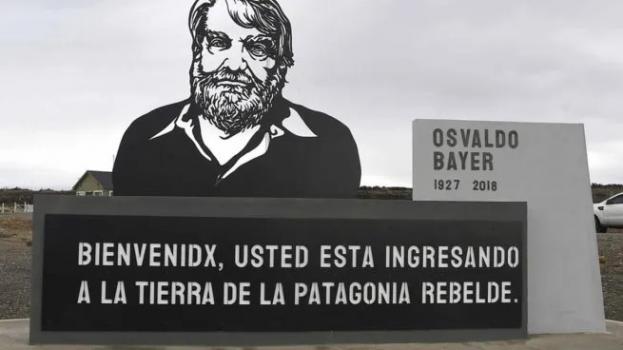 OSVALDO
BAYER
1927 2018
BIENVENIDX, USTED ESTA INGRESANDO
A LA TIERRA DE LA PATAGONIA REBELDE.